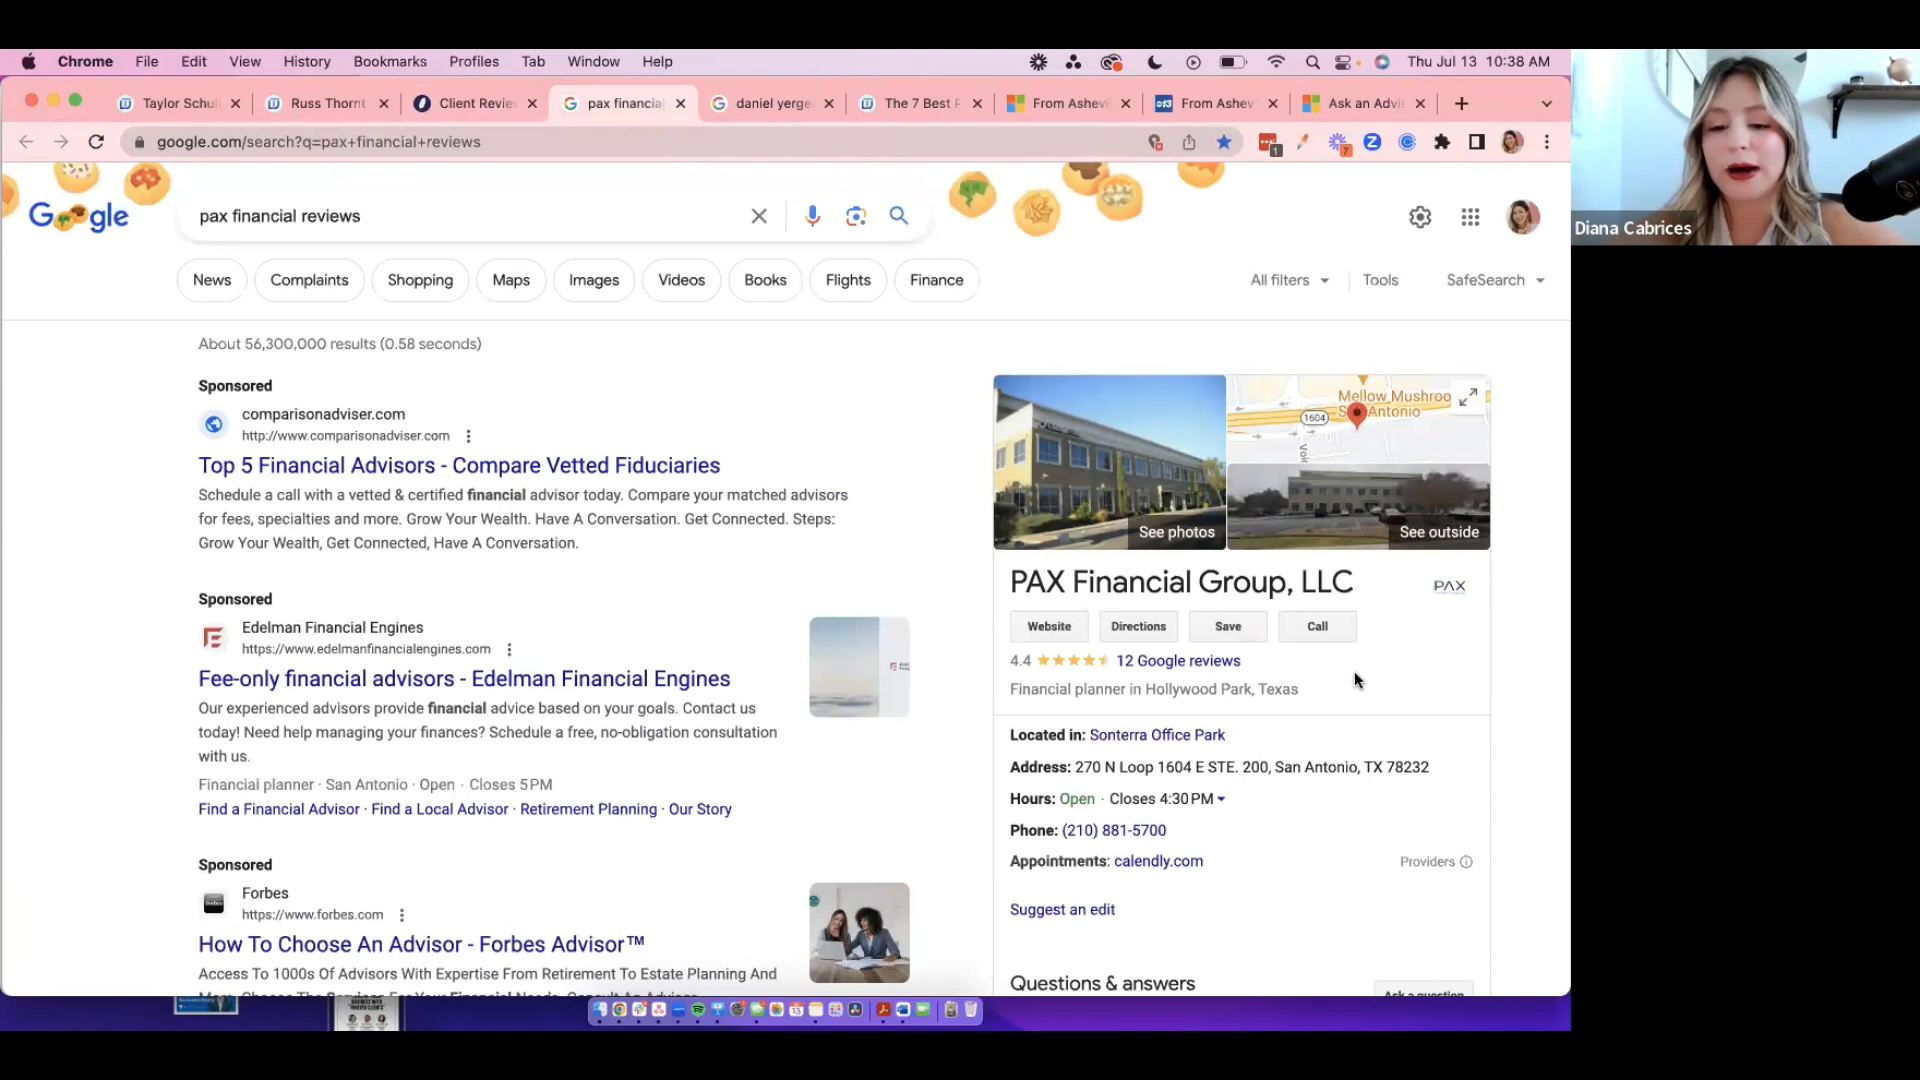 Chrome File Edit View History Bookmarks Profiles Tab Window Help
Thu Jul 13 10:38 AM
Taylor Schul
Russ Thornt
Client Revie
pax financia
daniel yerge
The 7 Best F
From Ashevi
From Ashev
Ask an Advi
google.com/search?q=pax+financial+reviews
Diana Cabrices
Google
pax financial reviews
News Complaints Shopping Maps Images Videos Books Flights Finance
All filters Tools SafeSearch
About 56,300,000 results (0.58 seconds)
Sponsored
comparisonadviser.com
http://www.comparisonadviser.com
Top 5 Financial Advisors - Compare Vetted Fiduciaries
Schedule a call with a vetted & certified financial advisor today. Compare your matched advisors
for fees, specialties and more. Grow Your Wealth. Have A Conversation. Get Connected. Steps:
Grow Your Wealth, Get Connected, Have A Conversation.
Sponsored
Edelman Financial Engines
https://www.edelmanfinancialengines.com
Fee-only financial advisors - Edelman Financial Engines
Our experienced advisors provide financial advice based on your goals. Contact us
today! Need help managing your finances? Schedule a free, no-obligation consultation
with us.
Financial planner · San Antonio · Open · Closes 5 PM
Find a Financial Advisor · Find a Local Advisor · Retirement Planning · Our Story
Sponsored
Forbes
https://www.forbes.com
How To Choose An Advisor - Forbes Advisor™
Access To 1000s Of Advisors With Expertise From Retirement To Estate Planning And
Mellow Mushroo
San Antonio
1604
See photos
See outside
PAX Financial Group, LLC
PAX
Website Directions Save Call
4.4 12 Google reviews
Financial planner in Hollywood Park, Texas
Located in: Sonterra Office Park
Address: 270 N Loop 1604 E STE. 200, San Antonio, TX 78232
Hours: Open · Closes 4:30 PM
Phone: (210) 881-5700
Appointments: calendly.com
Providers
Suggest an edit
Questions & answers
Ask a question